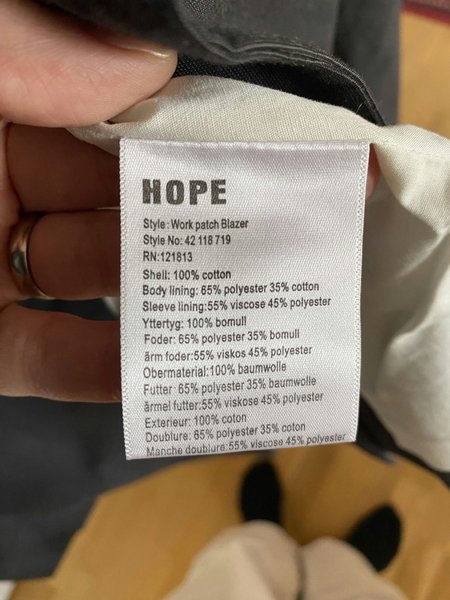 HOPE
Style: Work patch Blazer
Style No: 42 118 719
RN:121813
Shell: 100% cotton
Body lining: 65% polyester 35% cotton
Sleeve lining:55% viscose 45% polyester
Yttertyg: 100% bomull
Foder: 65% polyester 35% bomull
ärm foder:55% viskos 45% polyester
Obermaterial:100% baumwolle
Futter: 65% polyester 35% baumwolle
ärmel futter:55% viskose 45% polyester
Exterieur: 100% coton
Doublure: 65% polyester 35% coton
Manche doublure:55% viscose 45% polyester